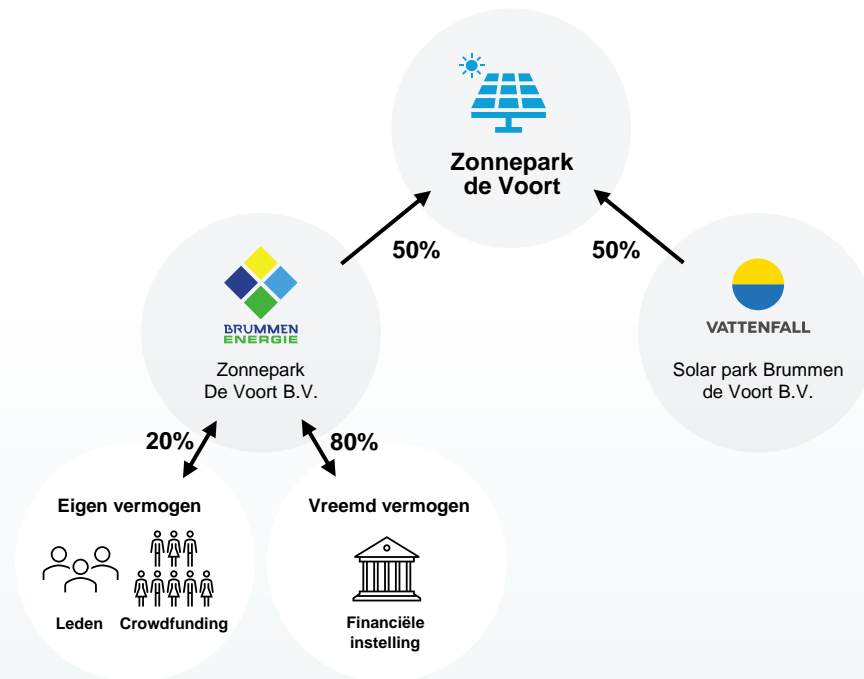 Zonnepark
de Voort
50%
50%
BRUMMEN
ENERGIE
Zonnepark
De Voort B.V.
VATTENFALL
Solar park Brummen
de Voort B.V.
20%
80%
Eigen vermogen
Vreemd vermogen
Leden
Crowdfunding
Financiële
instelling